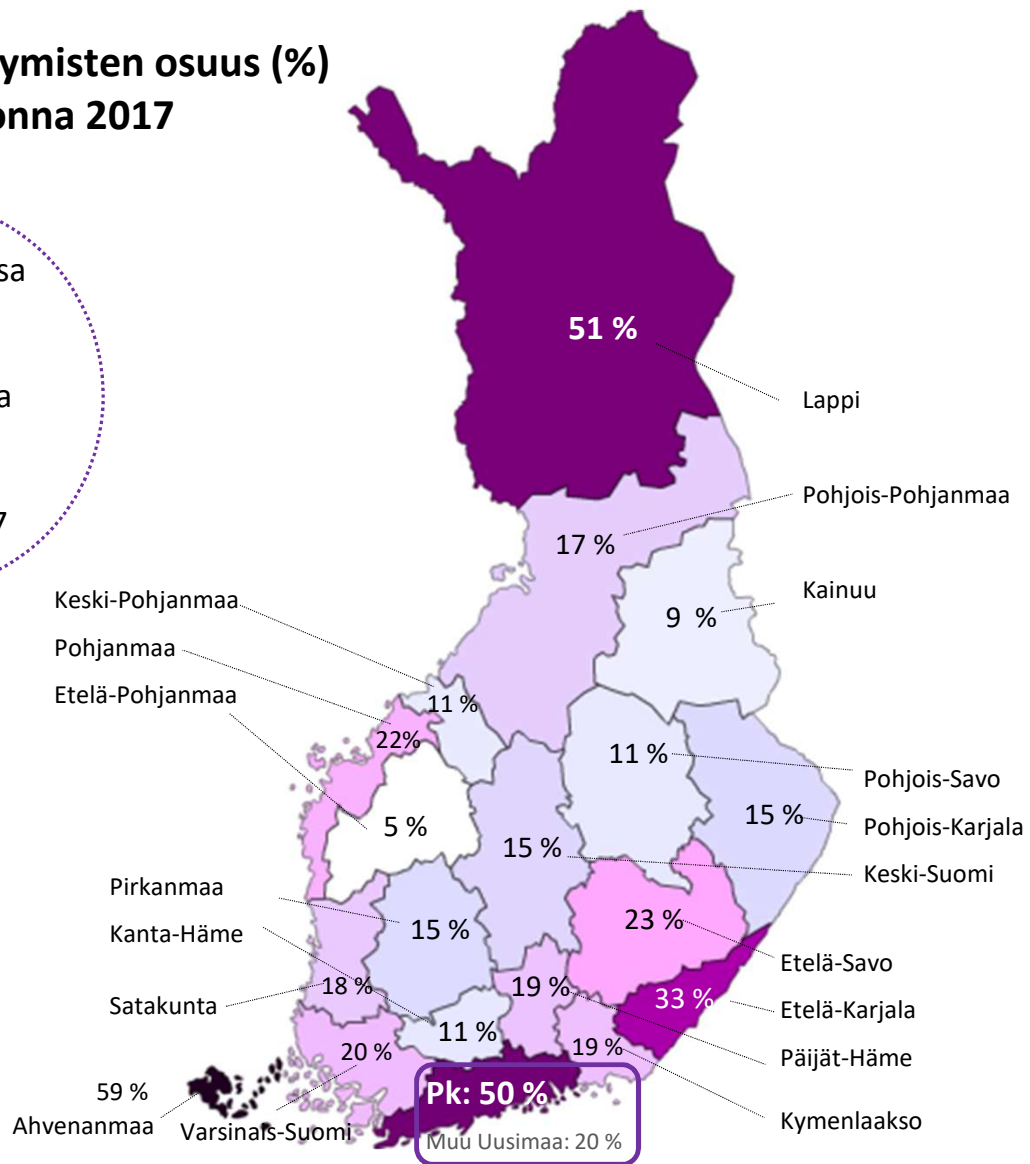 ymisten osuus (%)
onna 2017
sa
a
7
51 %
Lappi
Pohjois-Pohjanmaa
17 %
Kainuu
Keski-Pohjanmaa
9 %
Pohjanmaa
Etelä-Pohjanmaa
11 %
22%
11 %
Pohjois-Savo
5 %
15 %
Pohjois-Karjala
15 %
Keski-Suomi
Pirkanmaa
15 %
23 %
Kanta-Häme
Etelä-Savo
18 %
19 %
33 %
Satakunta
Etelä-Karjala
11 %
20 %
19 %
Päijät-Häme
59 %
Pk: 50 %
Ahvenanmaa
Varsinais-Suomi
Muu Uusimaa: 20 %
Kymenlaakso